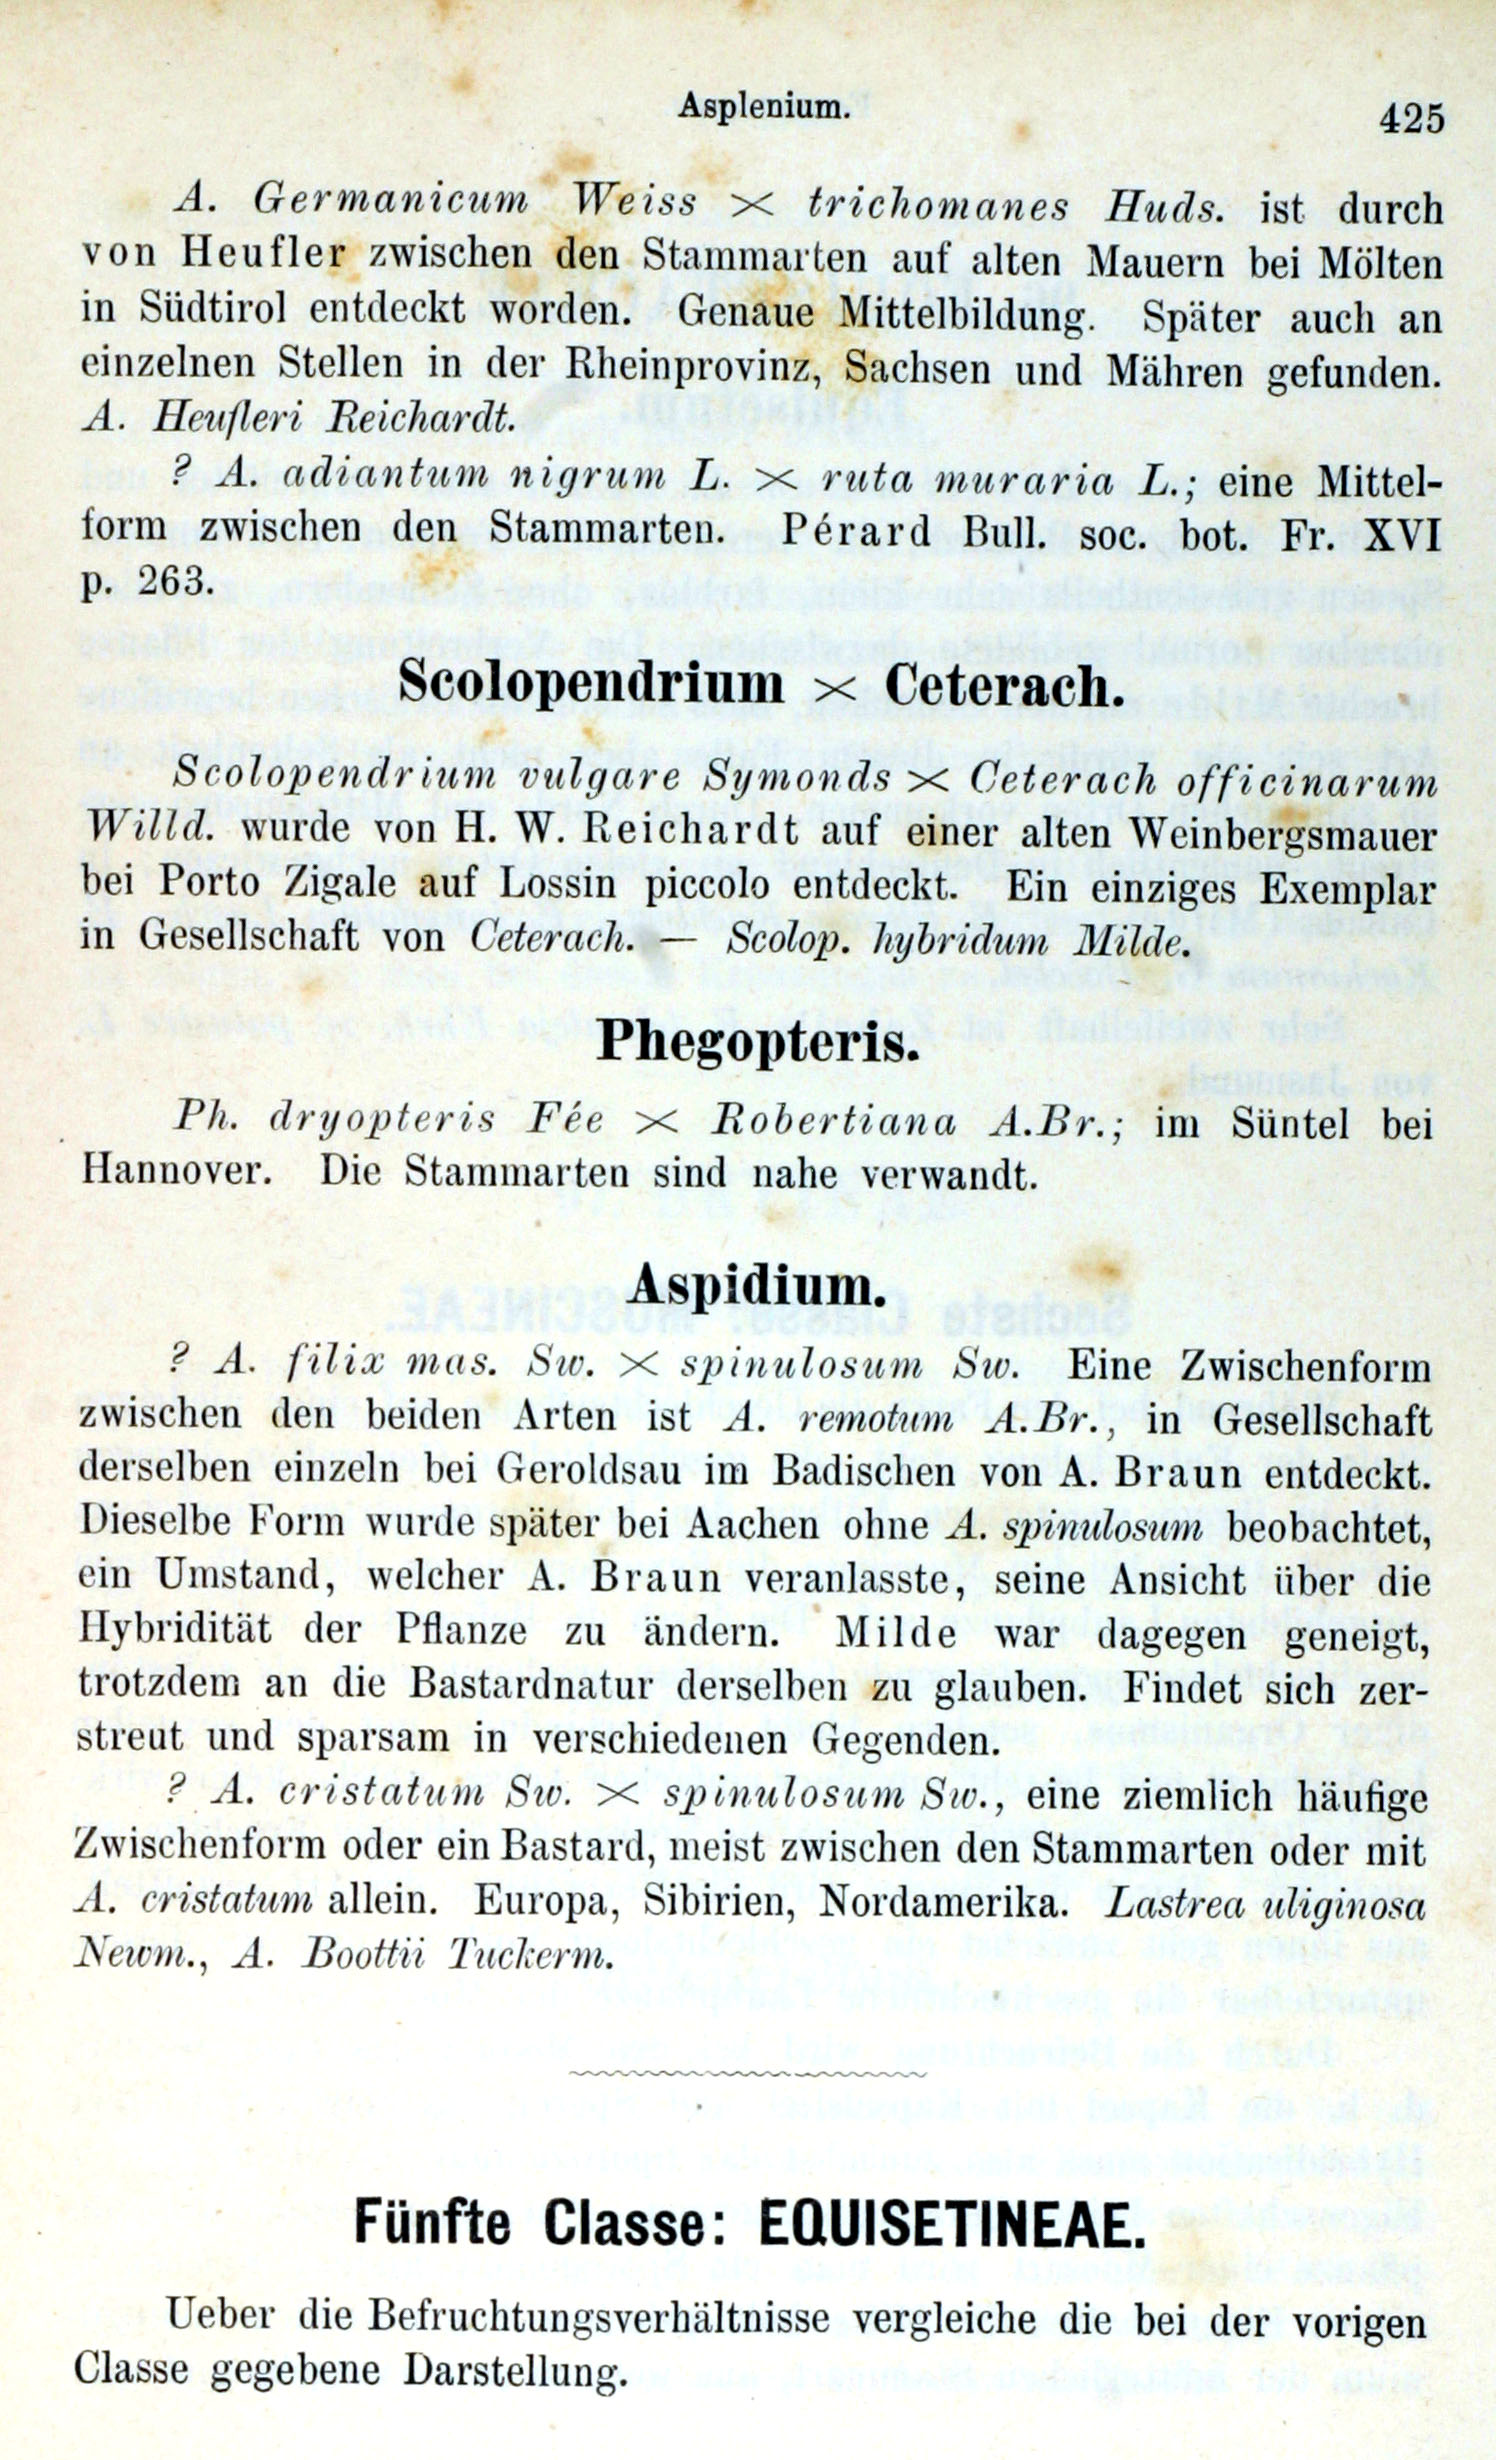 Asplenium.
425
A. Germanicum Weiss × trichomanes Huds. ist durch
von Heufler zwischen den Stammarten auf alten Mauern bei Mölten
in Südtirol entdeckt worden. Genaue Mittelbildung. Später auch an
einzelnen Stellen in der Rheinprovinz, Sachsen und Mähren gefunden.
A. Heufleri Reichardt.
? A. adiantum nigrum L. × ruta muraria L.; eine Mittel-
form zwischen den Stammarten. Pérard Bull. soc. bot. Fr. XVI
p. 263.
Scolopendrium × Ceterach.
Scolopendrium vulgare Symonds × Ceterach officinarum
Willd. wurde von H. W. Reichardt auf einer alten Weinbergsmauer
bei Porto Zigale auf Lossin piccolo entdeckt. Ein einziges Exemplar
in Gesellschaft von Ceterach. — Scolop. hybridum Milde.
Phegopteris.
Ph. dryopteris Fée × Robertiana A.Br.; im Süntel bei
Hannover. Die Stammarten sind nahe verwandt.
Aspidium.
? A. filix mas. Sw. × spinulosum Sw. Eine Zwischenform
zwischen den beiden Arten ist A. remotum A.Br., in Gesellschaft
derselben einzeln bei Geroldsau im Badischen von A. Braun entdeckt.
Dieselbe Form wurde später bei Aachen ohne A. spinulosum beobachtet,
ein Umstand, welcher A. Braun veranlasste, seine Ansicht über die
Hybridität der Pflanze zu ändern. Milde war dagegen geneigt,
trotzdem an die Bastardnatur derselben zu glauben. Findet sich zer-
streut und sparsam in verschiedenen Gegenden.
? A. cristatum Sw. × spinulosum Sw., eine ziemlich häufige
Zwischenform oder ein Bastard, meist zwischen den Stammarten oder mit
A. cristatum allein. Europa, Sibirien, Nordamerika. Lastrea uliginosa
Newm., A. Boottii Tuckerm.
Fünfte Classe: EQUISETINEAE.
Ueber die Befruchtungsverhältnisse vergleiche die bei der vorigen
Classe gegebene Darstellung.